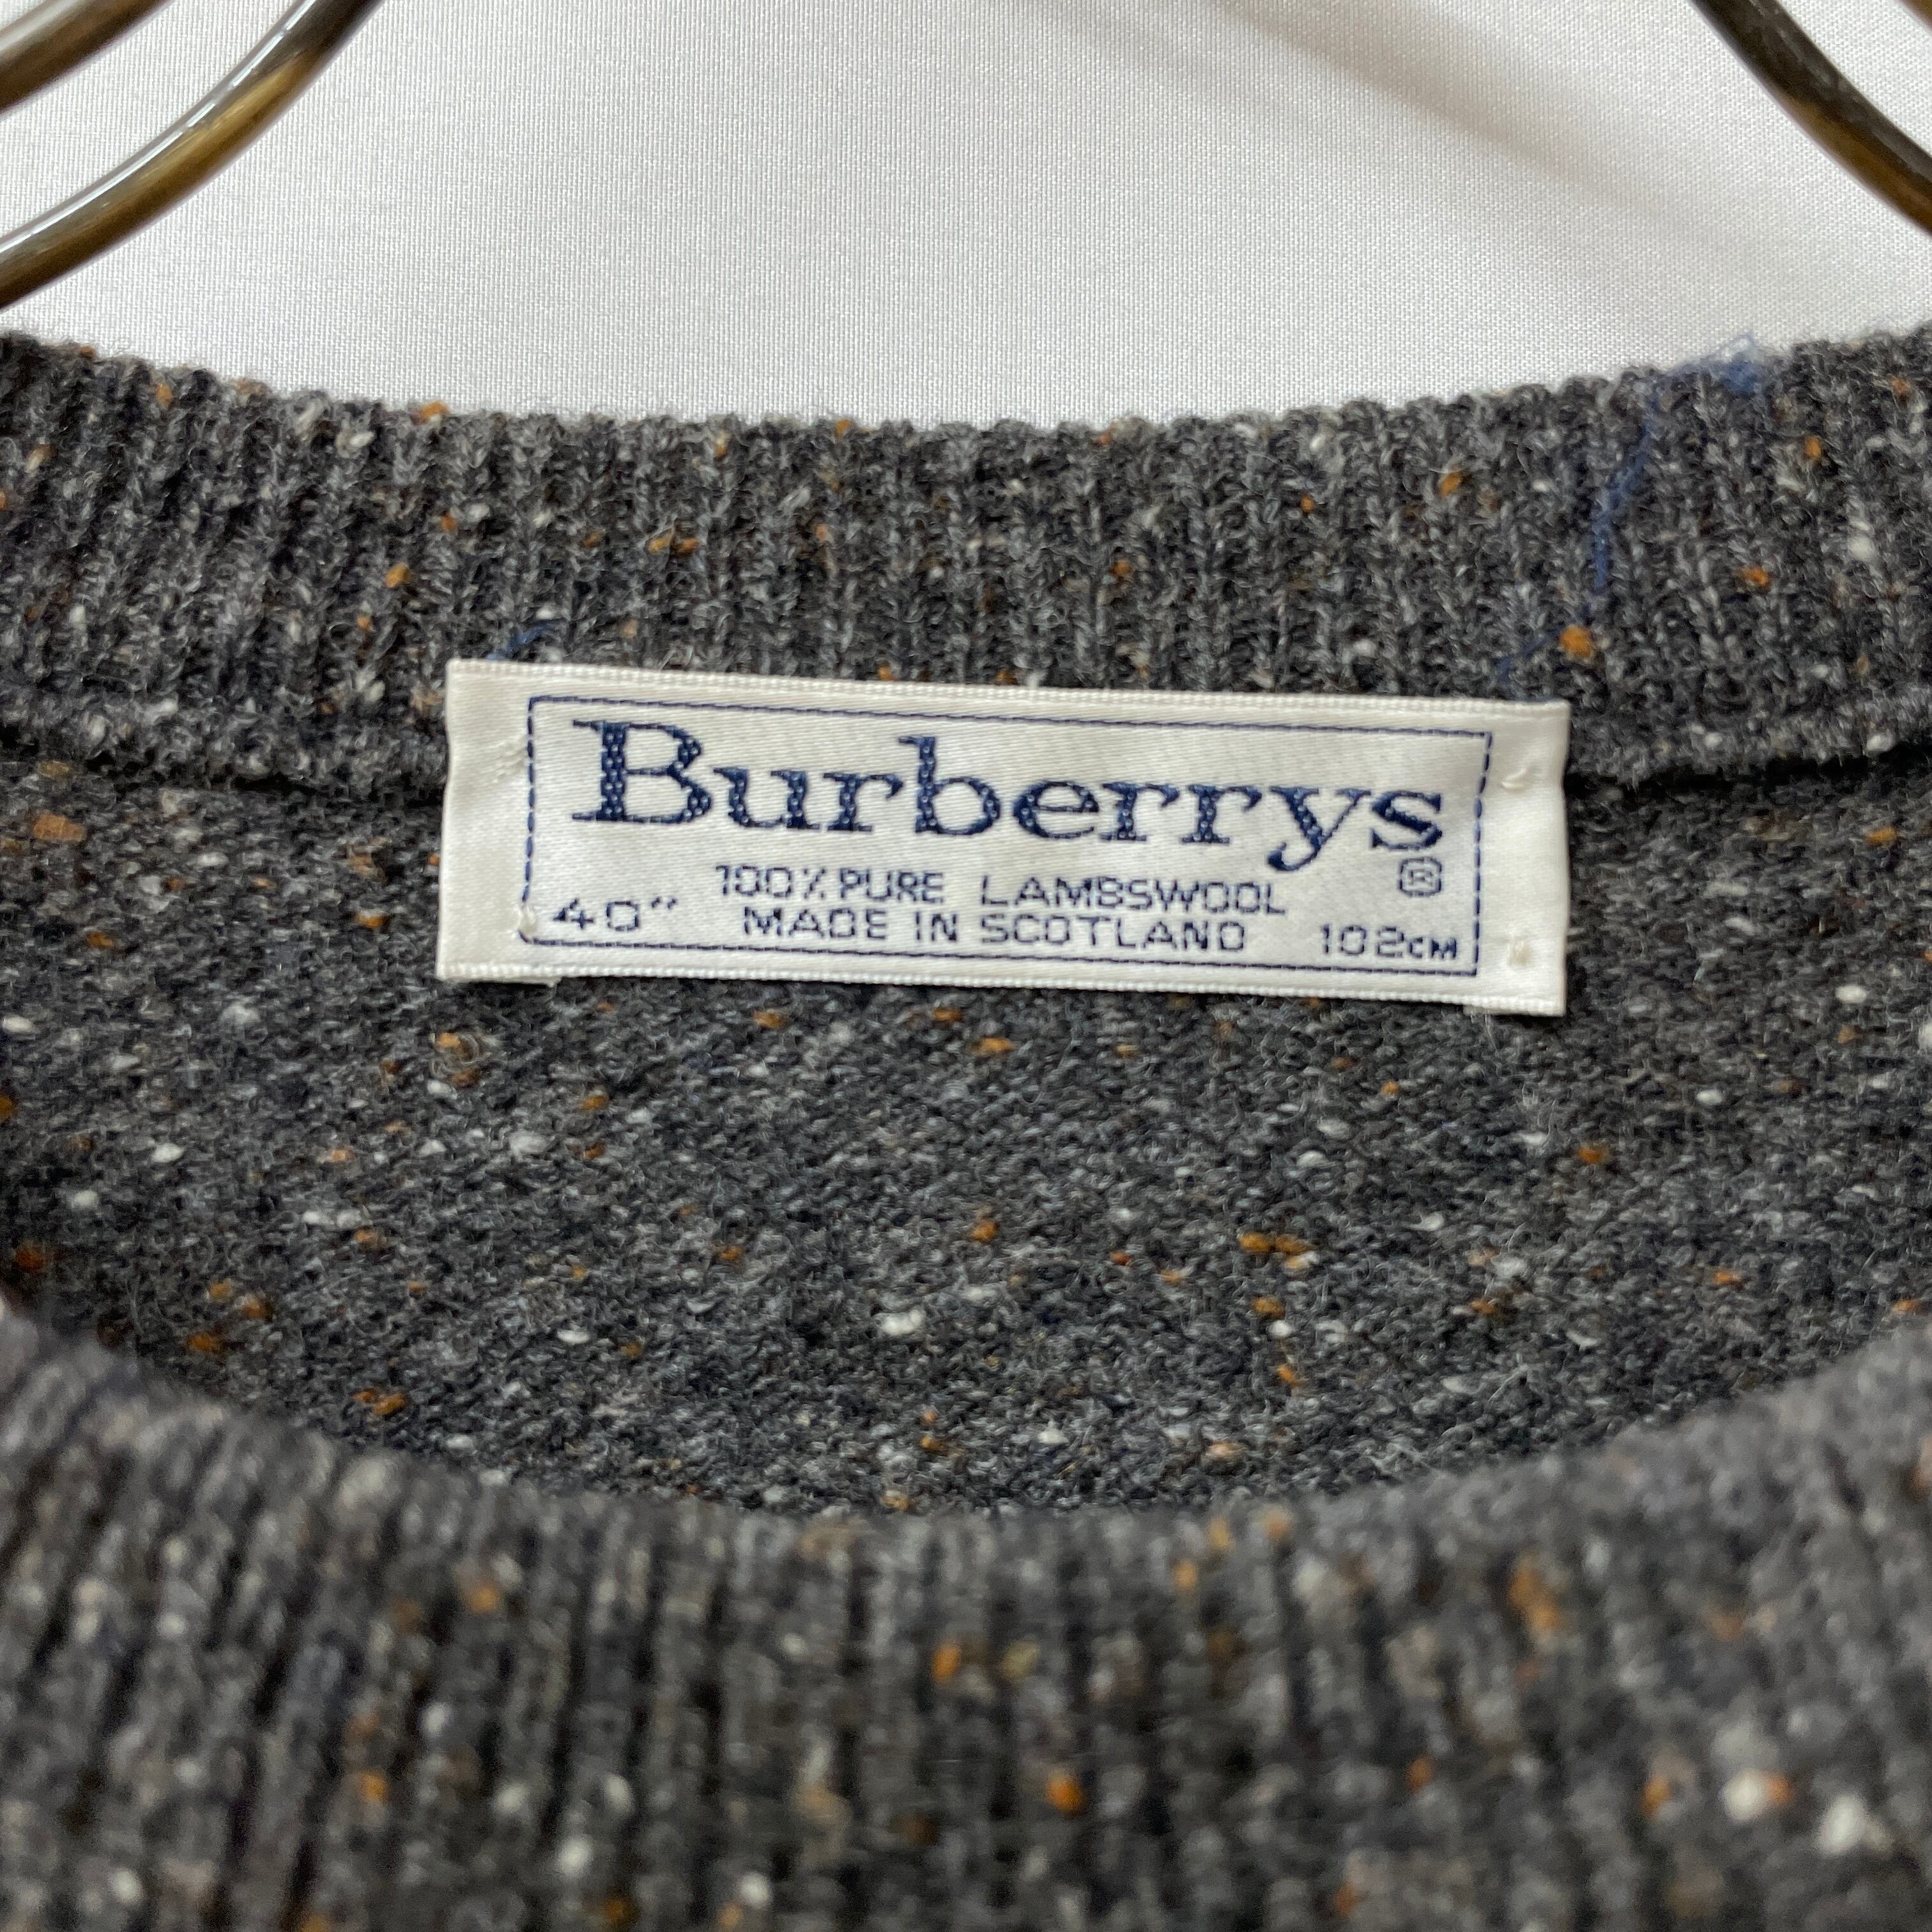 Burberrys
®
100% PURE LAMBSWOOL
40" MADE IN SCOTLAND 102CM